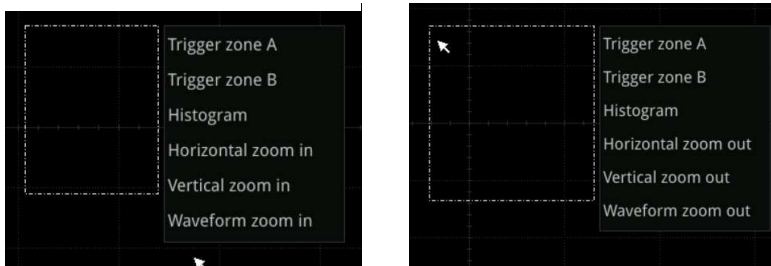 Trigger zone A
Trigger zone B
Histogram
Horizontal zoom in
Vertical zoom in
Waveform zoom in
Trigger zone A
Trigger zone B
Histogram
Horizontal zoom out
Vertical zoom out
Waveform zoom out